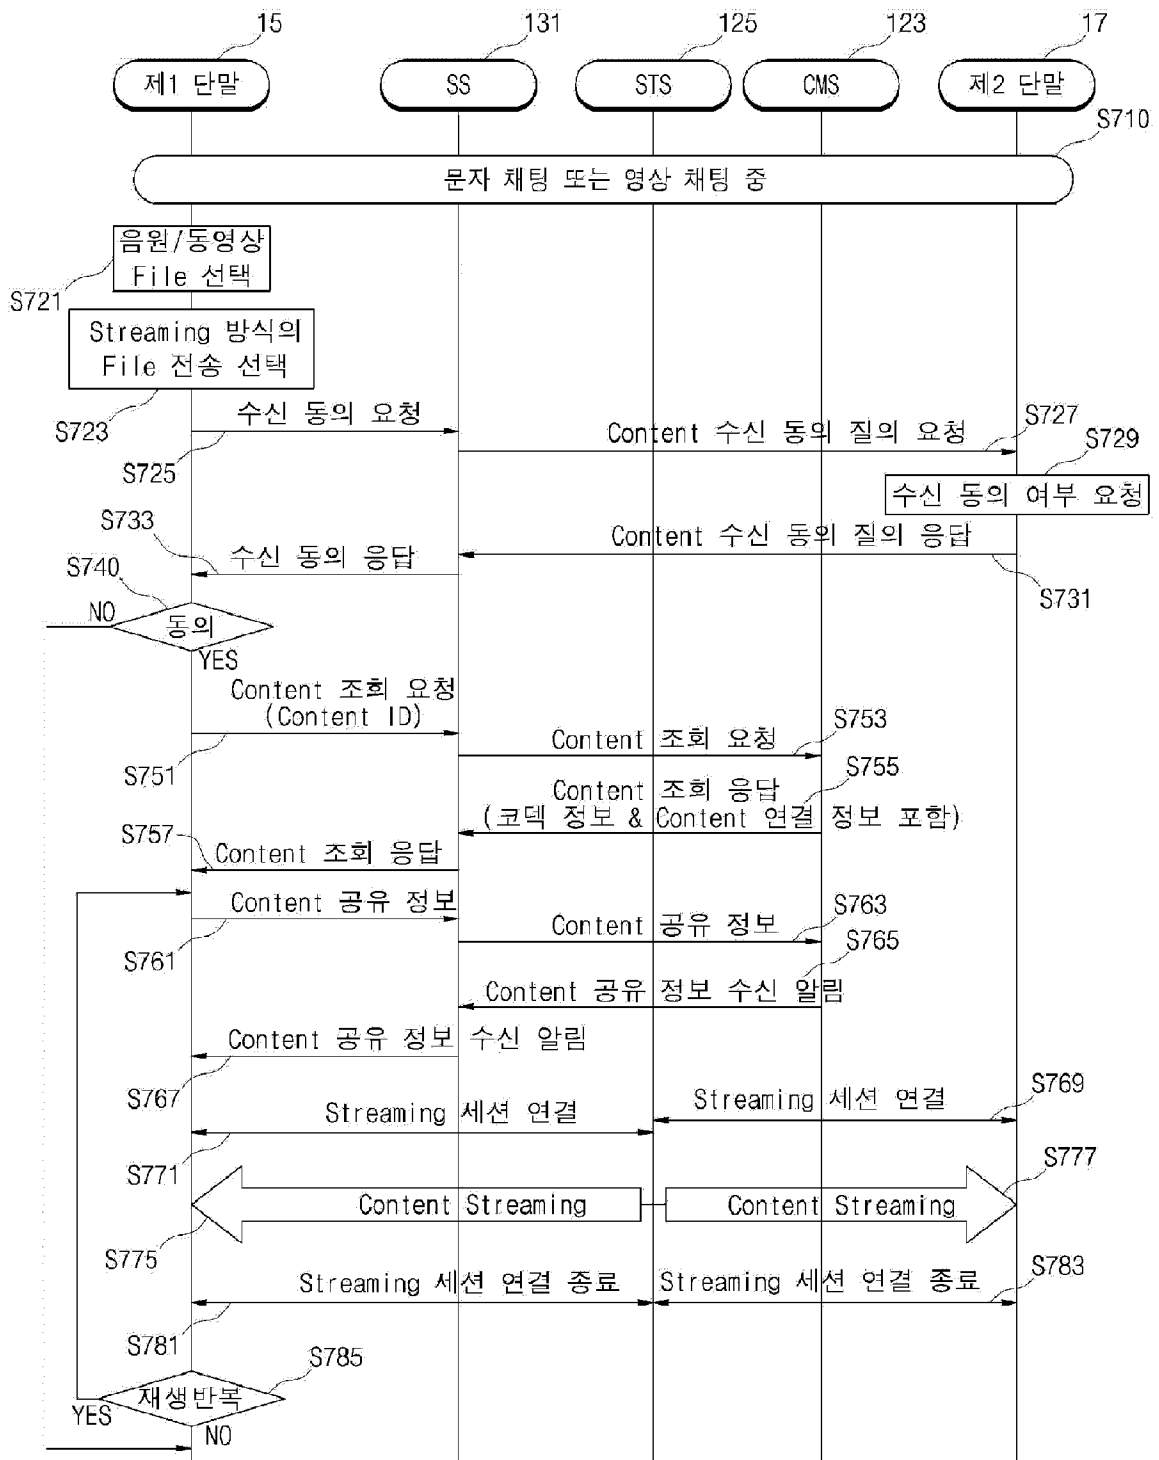 15
131
125
123
17
제1 단말
SS
STS
CMS
제2 단말
S710
문자 채팅 또는 영상 채팅 중
음원/동영상
File 선택
S721
Streaming 방식의
File 전송 선택
S723
수신 동의 요청
S725
Content 수신 동의 질의 요청
S727
S729
수신 동의 여부 요청
S733
Content 수신 동의 질의 응답
수신 동의 응답
S731
S740
NO
동의
YES
Content 조회 요청
(Content ID)
S751
Content 조회 요청
S753
Content 조회 응답
S755
(코덱 정보 & Content 연결 정보 포함)
S757
Content 조회 응답
Content 공유 정보
S761
Content 공유 정보
S763
S765
Content 공유 정보 수신 알림
Content 공유 정보 수신 알림
S767
S769
Streaming 세션 연결
Streaming 세션 연결
S771
S777
Content Streaming
Content Streaming
S775
Streaming 세션 연결 종료
Streaming 세션 연결 종료
S783
S781
S785
재생반복
YES
NO